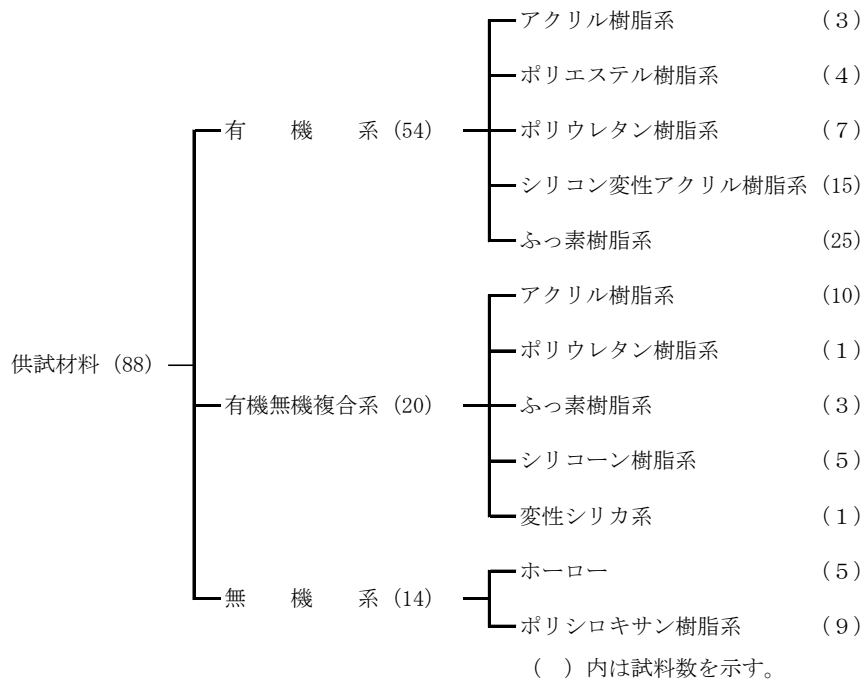 アクリル樹脂系 (３)
ポリエステル樹脂系 (４)
有 機 系 (54) ポリウレタン樹脂系 (７)
シリコン変性アクリル樹脂系 (15)
ふっ素樹脂系 (25)
アクリル樹脂系 (10)
ポリウレタン樹脂系 (１)
供試材料 (88)
有機無機複合系 (20) ふっ素樹脂系 (３)
シリコーン樹脂系 (５)
変性シリカ系 (１)
ホーロー (５)
無 機 系 (14)
ポリシロキサン樹脂系 (９)
( ) 内は試料数を示す。